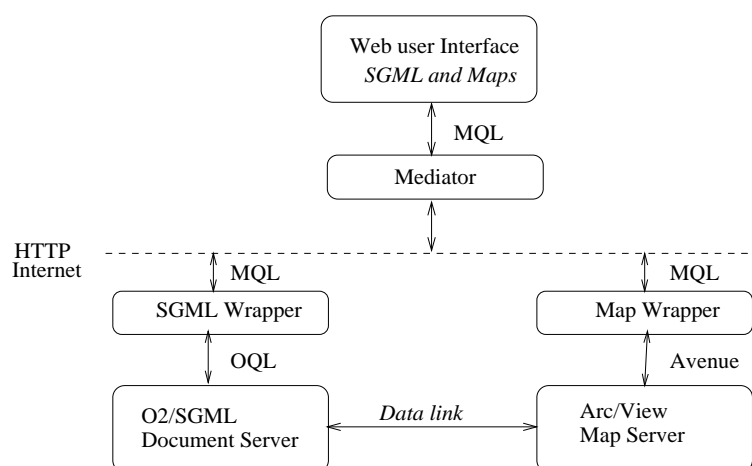 Web user Interface
SGML and Maps
MQL
Mediator
HTTP
Internet
MQL
MQL
SGML Wrapper
Map Wrapper
OQL
Avenue
O2/SGML
Document Server
Data link
Arc/View
Map Server